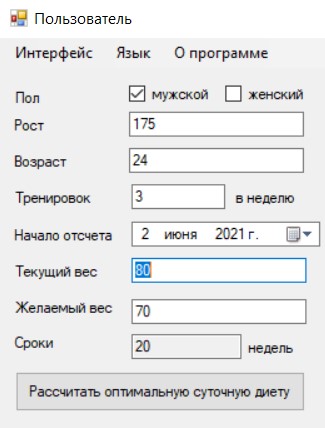 Пользователь
Интерфейс Язык О программе
Пол мужской женский
Рост 175
Возраст 24
Тренировок 3 в неделю
Начало отсчета 2 июня 2021 г.
Текущий вес 80
Желаемый вес 70
Сроки 20 недель
Рассчитать оптимальную суточную диету